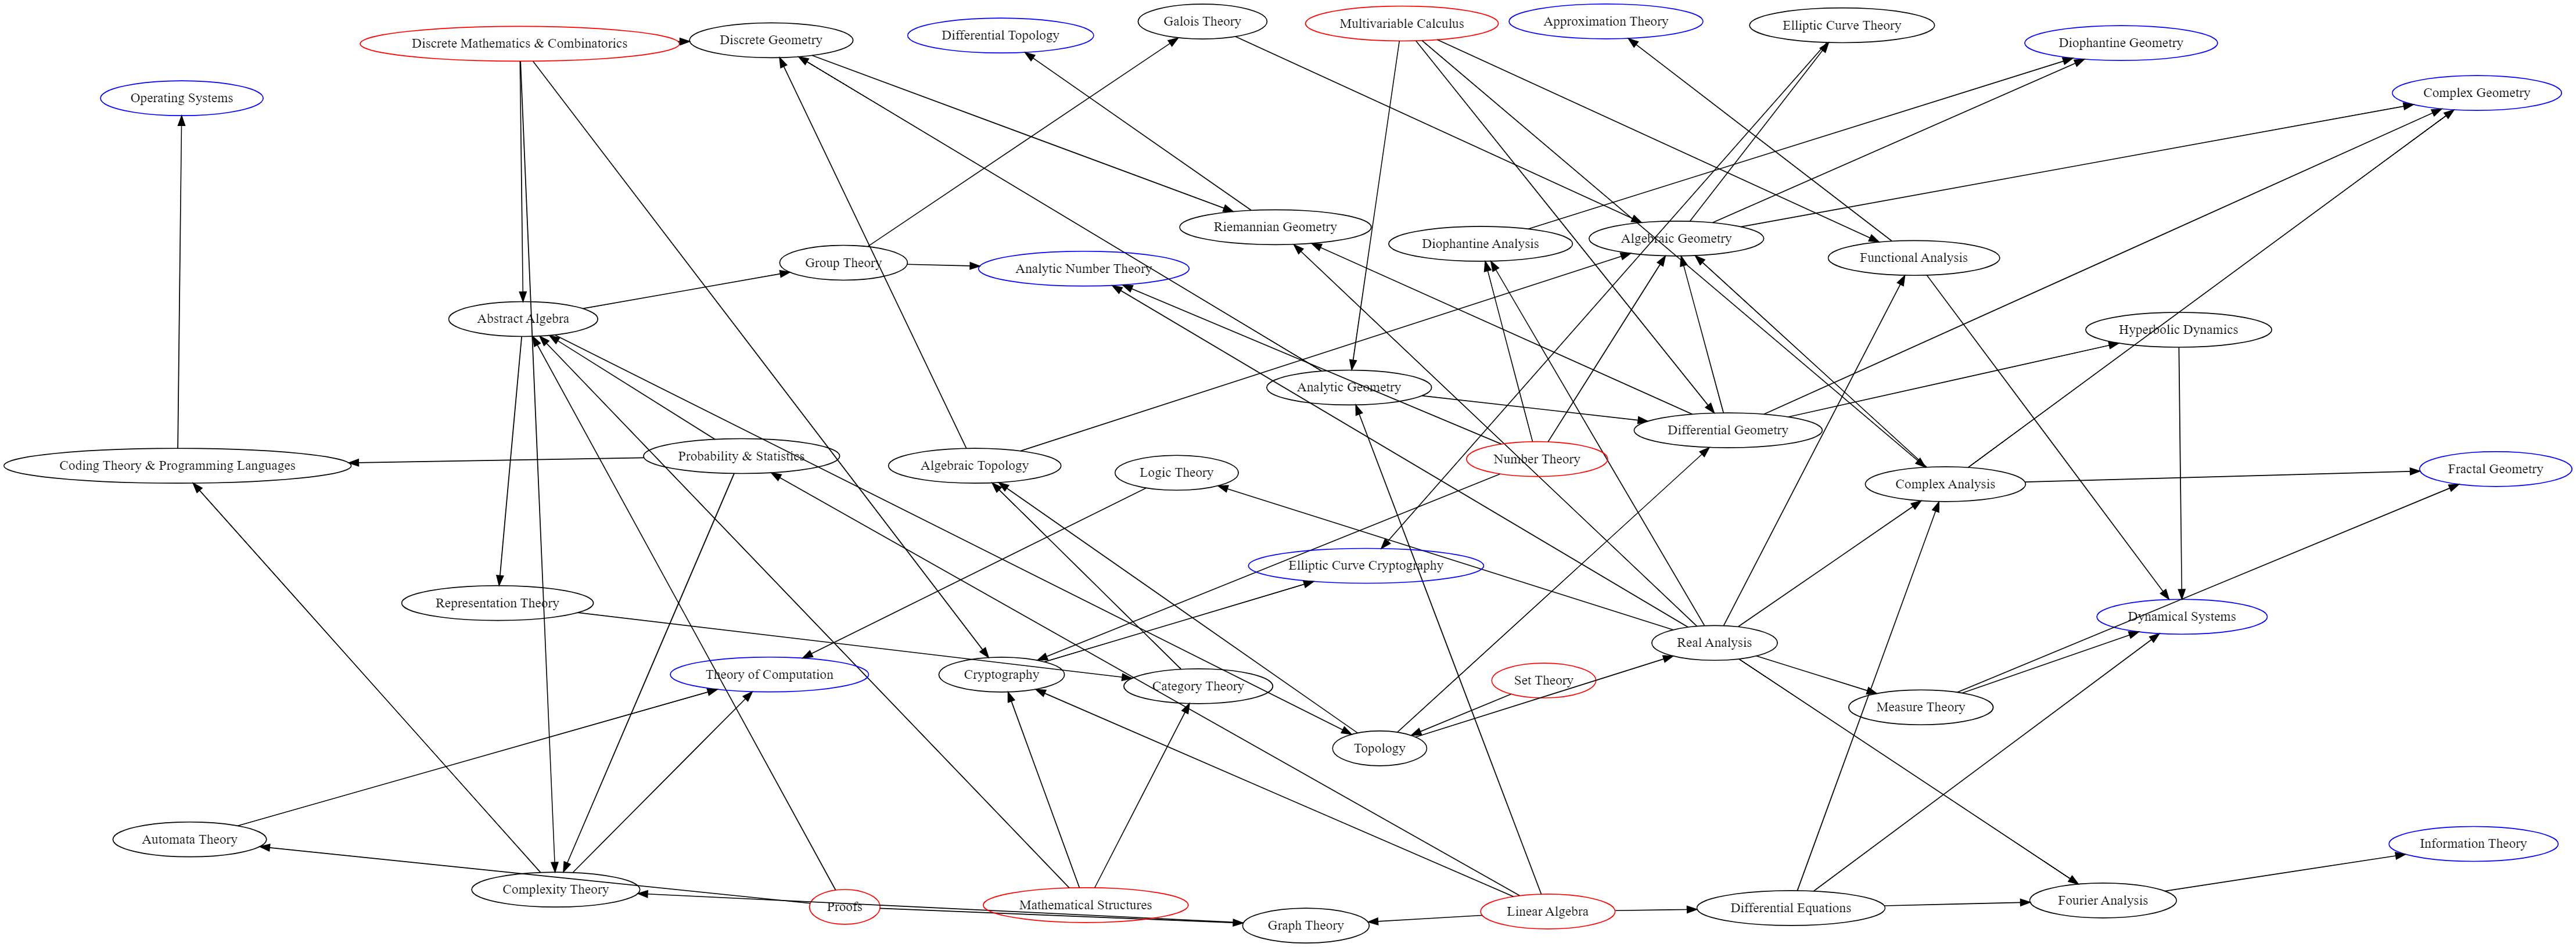 Galois Theory
Multivariable Calculus
Approximation Theory
Elliptic Curve Theory
Discrete Mathematics & Combinatorics
Discrete Geometry
Differential Topology
Diophantine Geometry
Operating Systems
Complex Geometry
Riemannian Geometry
Diophantine Analysis
Algebraic Geometry
Functional Analysis
Group Theory
Analytic Number Theory
Abstract Algebra
Hyperbolic Dynamics
Analytic Geometry
Differential Geometry
Coding Theory & Programming Languages
Probability & Statistics
Algebraic Topology
Logic Theory
Number Theory
Complex Analysis
Fractal Geometry
Elliptic Curve Cryptography
Representation Theory
Dynamical Systems
Real Analysis
Theory of Computation
Cryptography
Category Theory
Set Theory
Measure Theory
Topology
Automata Theory
Information Theory
Complexity Theory
Proofs
Mathematical Structures
Graph Theory
Linear Algebra
Differential Equations
Fourier Analysis